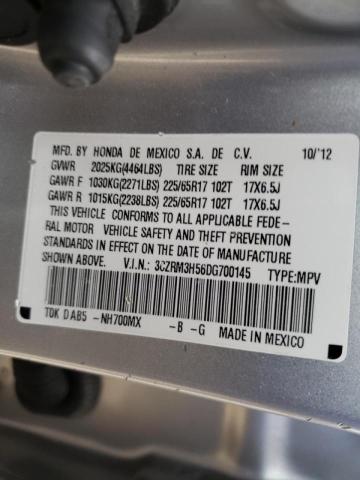 MFD. BY HONDA DE MEXICO S.A. DE C.V. 10/'12
GVWR 2025KG(4464LBS) TIRE SIZE RIM SIZE
GAWR F 1030KG(2271LBS) 225/65R17 102T 17X6.5J
GAWR R 1015KG(2238LBS) 225/65R17 102T 17X6.5J
THIS VEHICLE CONFORMS TO ALL APPLICABLE FEDE-
RAL MOTOR VEHICLE SAFETY AND THEFT PREVENTION
STANDARDS IN EFFECT ON THE DATE OF MANUFACTURE
SHOWN ABOVE. V.I.N.: 3CZRM3H56DG700145 TYPE:MPV
TDK DAB5 -NH700MX -B -G MADE IN MEXICO